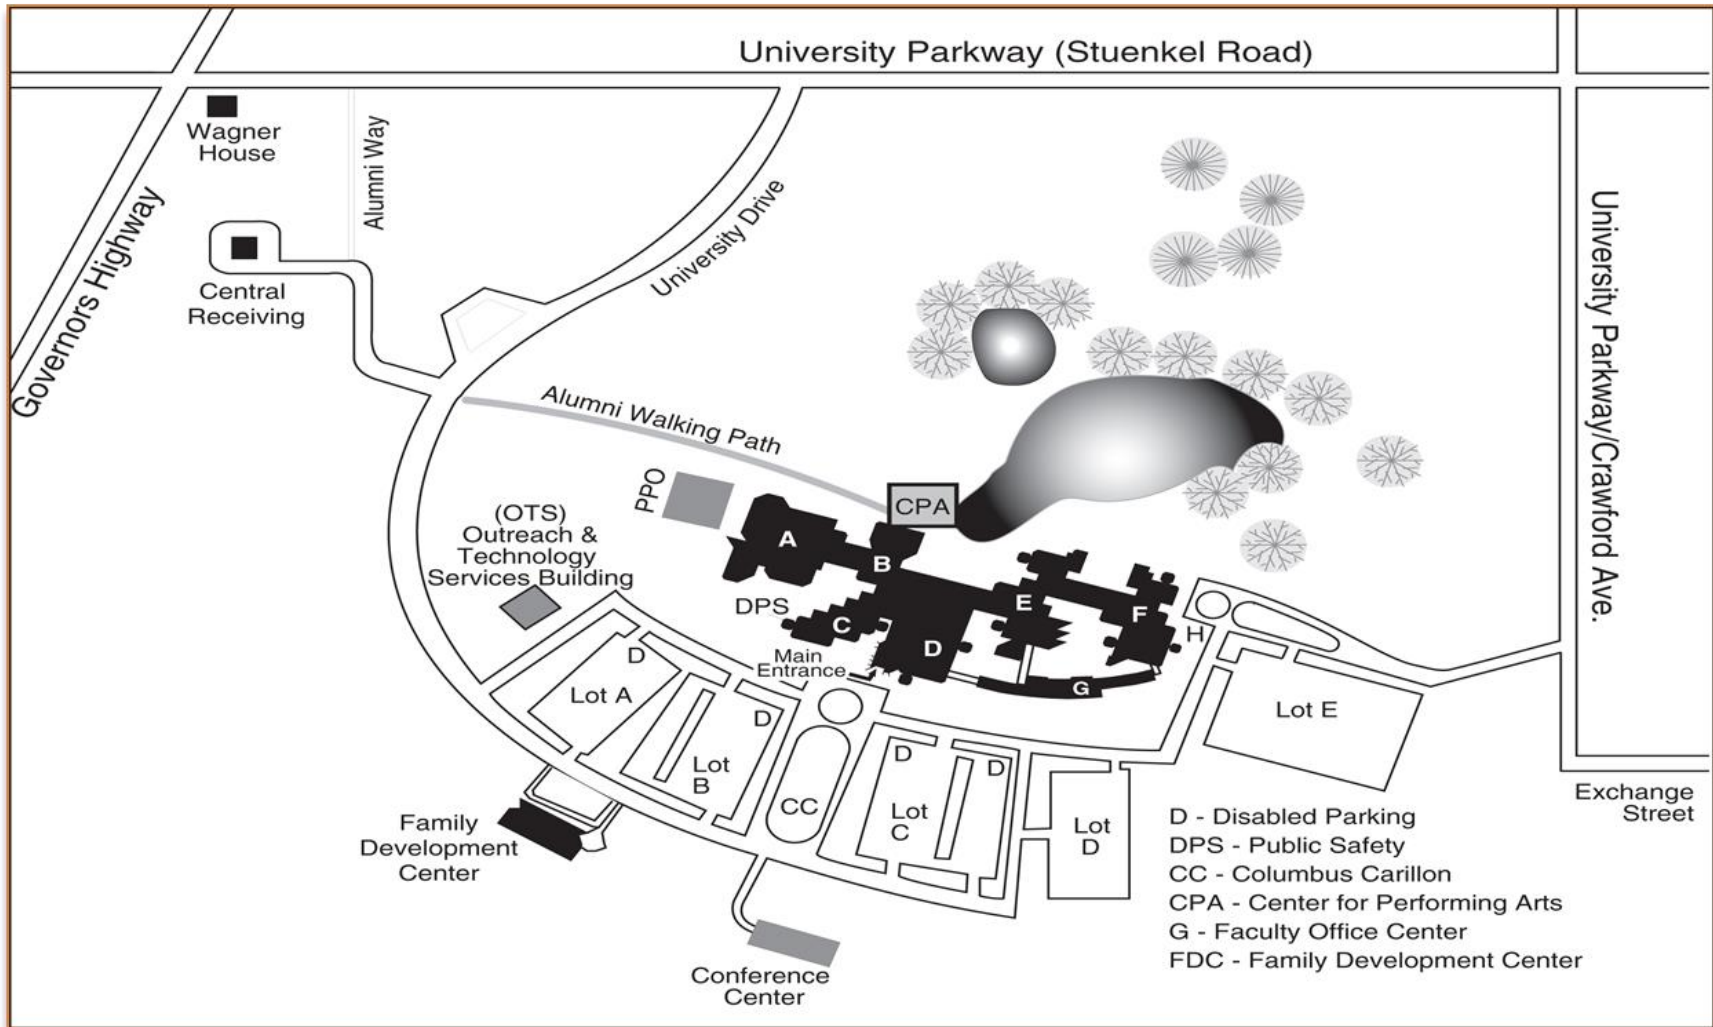 University Parkway (Stuenkel Road)
Wagner
House
Alumni Way
Governors Highway
University Drive
University Parkway/Crawford Ave.
Central
Receiving
Alumni Walking Path
PPO
CPA
(OTS)
Outreach &
Technology
Services Building
A
B
DPS
C
D
E
F
H
G
Main
Entrance
D
Lot A
D
Lot
B
CC
D
D
Lot
C
Lot
D
Lot E
Exchange
Street
Family
Development
Center
Conference
Center
D - Disabled Parking
DPS - Public Safety
CC - Columbus Carillon
CPA - Center for Performing Arts
G - Faculty Office Center
FDC - Family Development Center